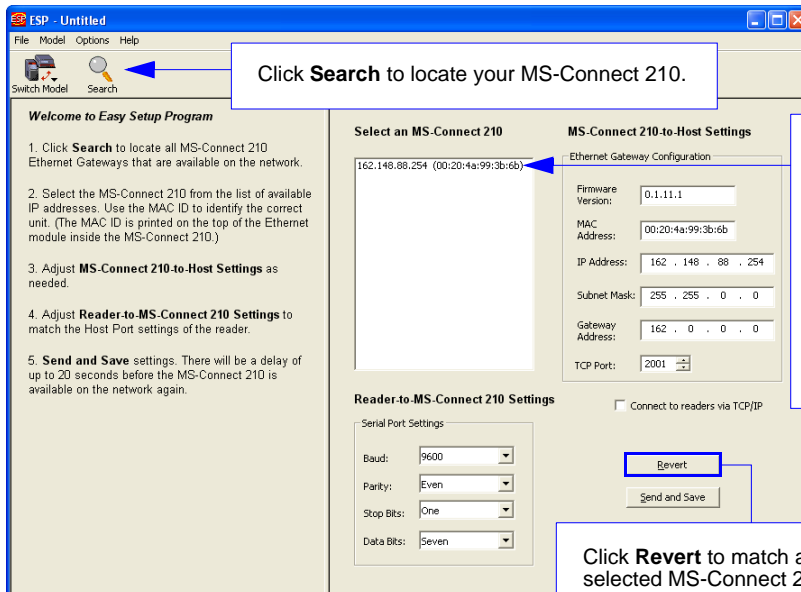 ESP - Untitled
File Model Options Help
Switch Model Search
Click Search to locate your MS-Connect 210.
Welcome to Easy Setup Program
1. Click Search to locate all MS-Connect 210
Ethernet Gateways that are available on the network.
2. Select the MS-Connect 210 from the list of available
IP addresses. Use the MAC ID to identify the correct
unit. (The MAC ID is printed on the top of the Ethernet
module inside the MS-Connect 210.)
3. Adjust MS-Connect 210-to-Host Settings as
needed.
4. Adjust Reader-to-MS-Connect 210 Settings to
match the Host Port settings of the reader.
5. Send and Save settings. There will be a delay of
up to 20 seconds before the MS-Connect 210 is
available on the network again.
Select an MS-Connect 210
162.148.88.254 (00:20:4a:99:3b:6b)
MS-Connect 210-to-Host Settings
Ethernet Gateway Configuration
Firmware
Version: 0.1.11.1
MAC
Address: 00:20:4a:99:3b:6b
IP Address: 162 . 148 . 88 . 254
Subnet Mask: 255 . 255 . 0 . 0
Gateway
Address: 162 . 0 . 0 . 0
TCP Port: 2001
Reader-to-MS-Connect 210 Settings
Serial Port Settings
Baud: 9600
Parity: Even
Stop Bits: One
Data Bits: Seven
Connect to readers via TCP/IP
Revert
Send and Save
Click Revert to match a
selected MS-Connect 2